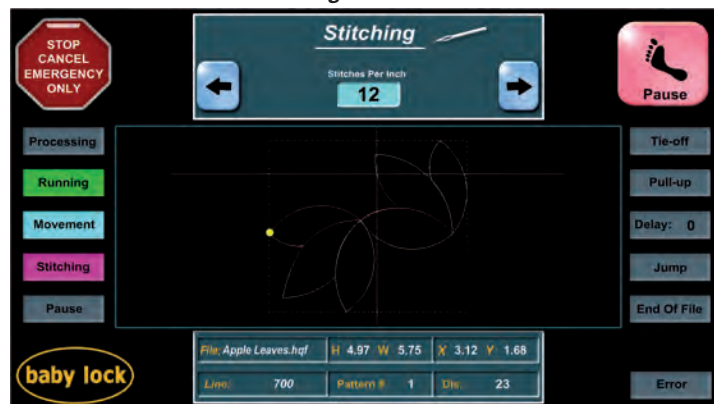 Stitching
STOP
CANCEL
EMERGENCY
ONLY
Stitches Per Inch
12
Pause
Processing
Running
Movement
Stitching
Pause
Tie-off
Pull-up
Delay: 0
Jump
End Of File
File: Apple Leaves.hqf H 4.97 W 5.75 X 3.12 Y 1.68
Line: 700 Pattern # 1 Dis: 23
baby lock
Error